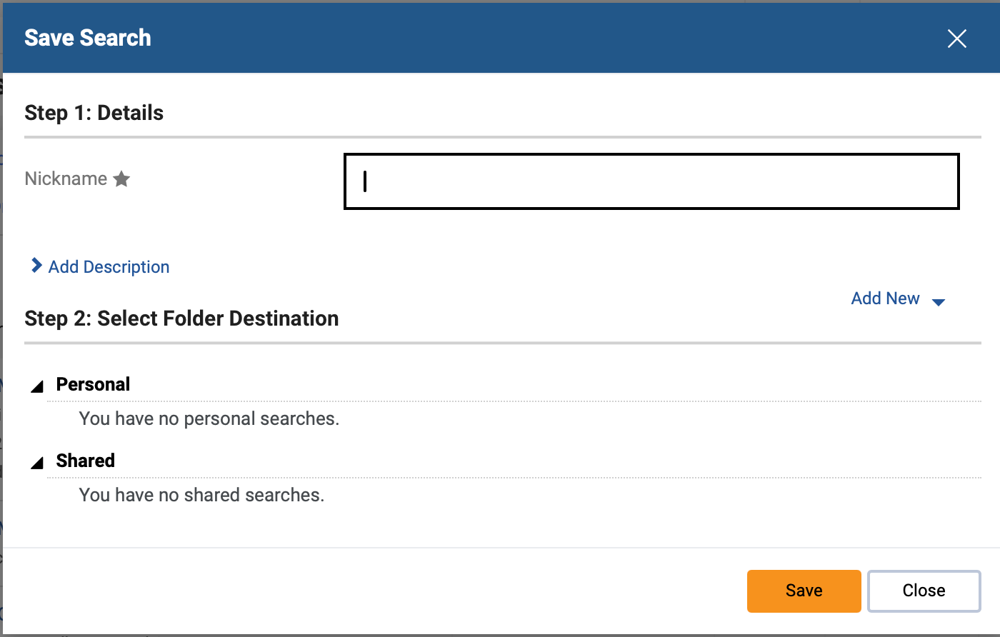 Save Search
Step 1: Details
Nickname
Add Description
Add New
Step 2: Select Folder Destination
Personal
You have no personal searches.
Shared
You have no shared searches.
Save
Close